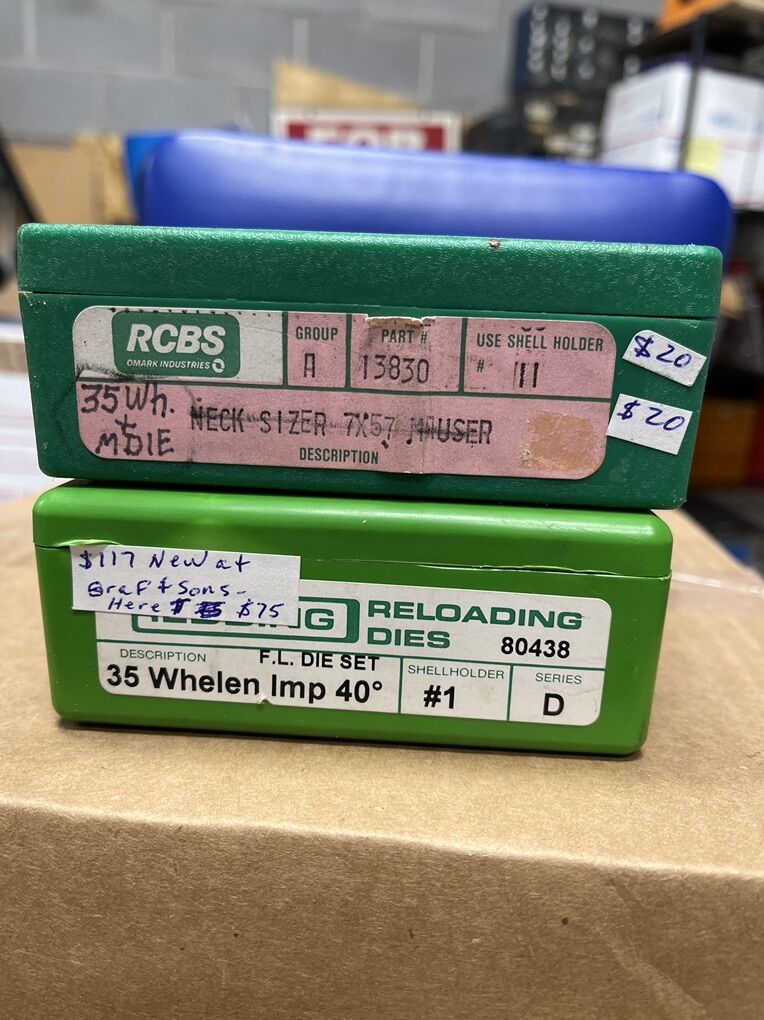 FOR
RCBS
OMARK INDUSTRIES
GROUP
A
PART #
13830
USE SHELL HOLDER
# 11
$20
$20
35 Wh.
+
M DIE
NECK SIZER 7X57 MAUSER
DESCRIPTION
$117 New at
Graf + Sons -
Here $75
RELOADING
DIES
80438
DESCRIPTION
F.L. DIE SET
35 Whelen Imp 40°
SHELLHOLDER
#1
SERIES
D